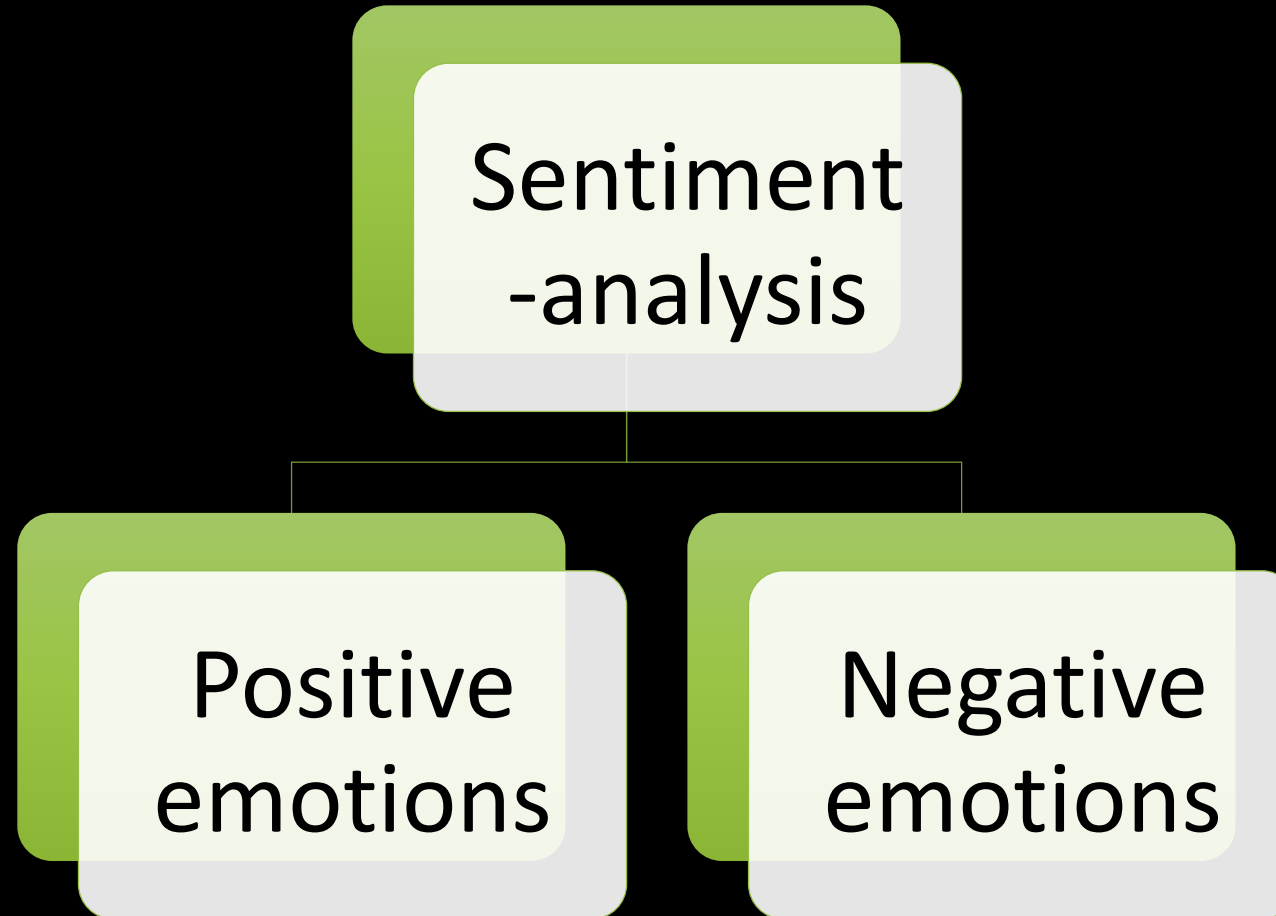 Sentiment
-analysis
Positive
emotions
Negative
emotions